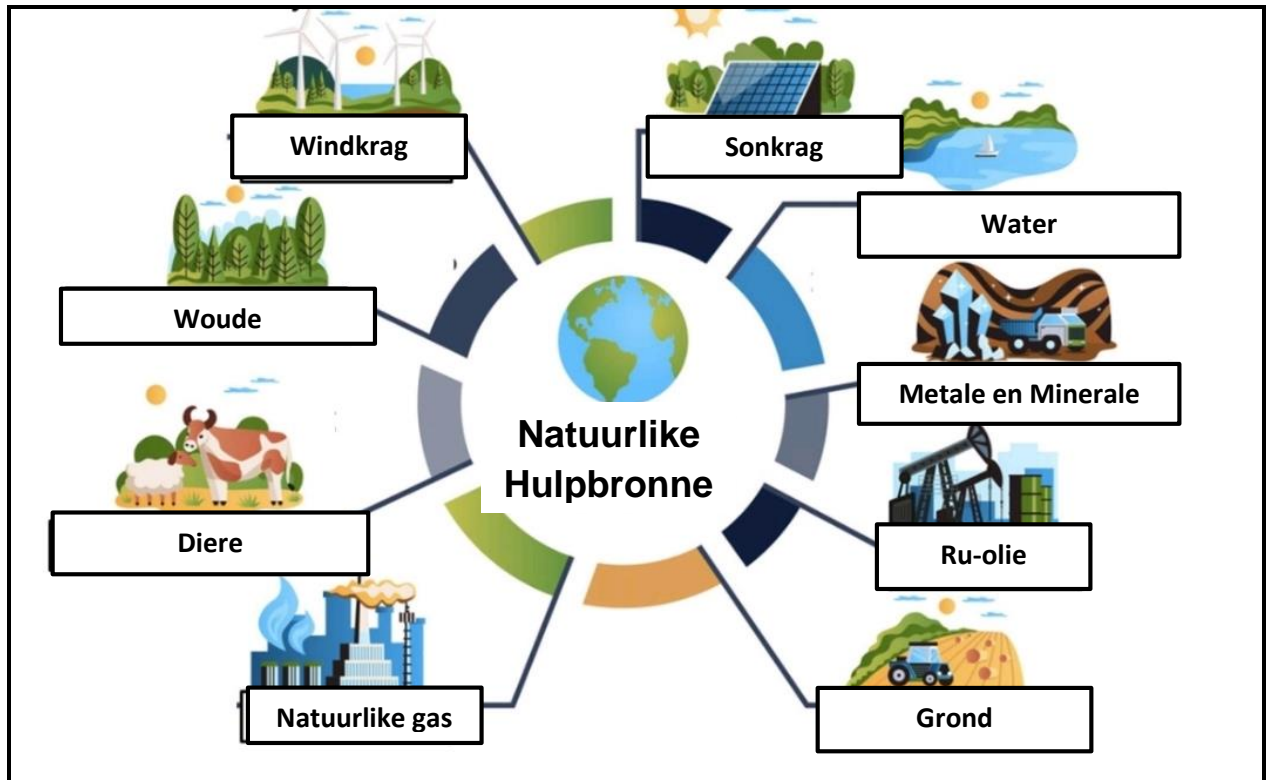 Windkrag
Sonkrag
Water
Woude
Metale en Minerale
Natuurlike
Hulpbronne
Diere
Ru-olie
Natuurlike gas
Grond